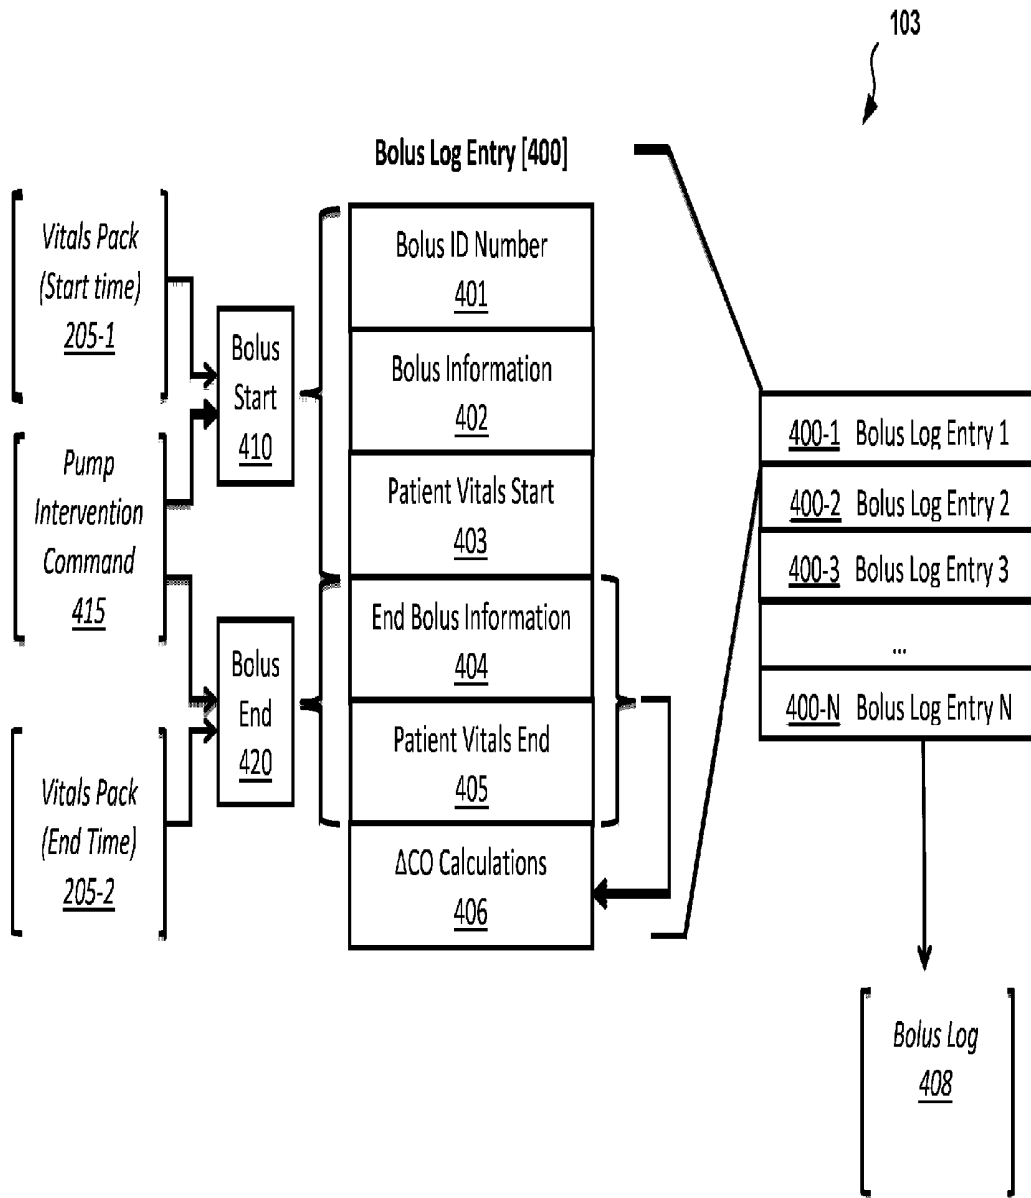 103
Bolus Log Entry [400]
Vitals Pack
(Start time)
205-1
Pump
Intervention
Command
415
Vitals Pack
(End Time)
205-2
Bolus
Start
410
Bolus
End
420
Bolus ID Number
401
Bolus Information
402
Patient Vitals Start
403
End Bolus Information
404
Patient Vitals End
405
ΔCO Calculations
406
400-1 Bolus Log Entry 1
400-2 Bolus Log Entry 2
400-3 Bolus Log Entry 3
...
400-N Bolus Log Entry N
Bolus Log
408